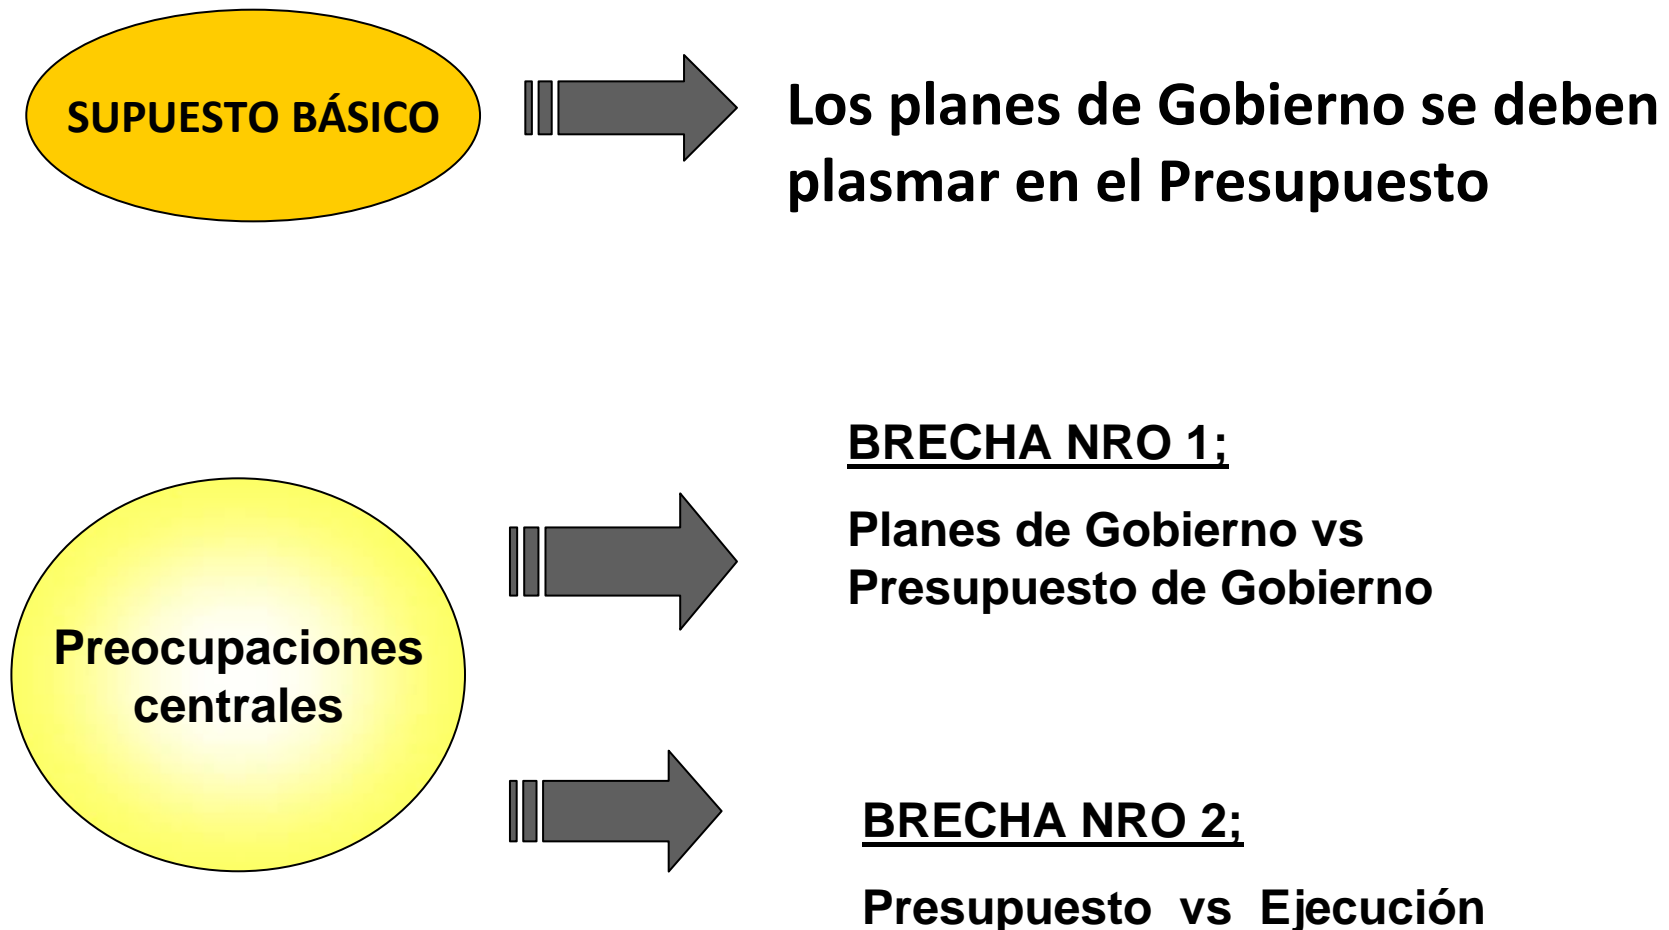 SUPUESTO BÁSICO
Los planes de Gobierno se deben
plasmar en el Presupuesto
Preocupaciones
centrales
BRECHA NRO 1;
Planes de Gobierno vs
Presupuesto de Gobierno
BRECHA NRO 2;
Presupuesto vs Ejecución